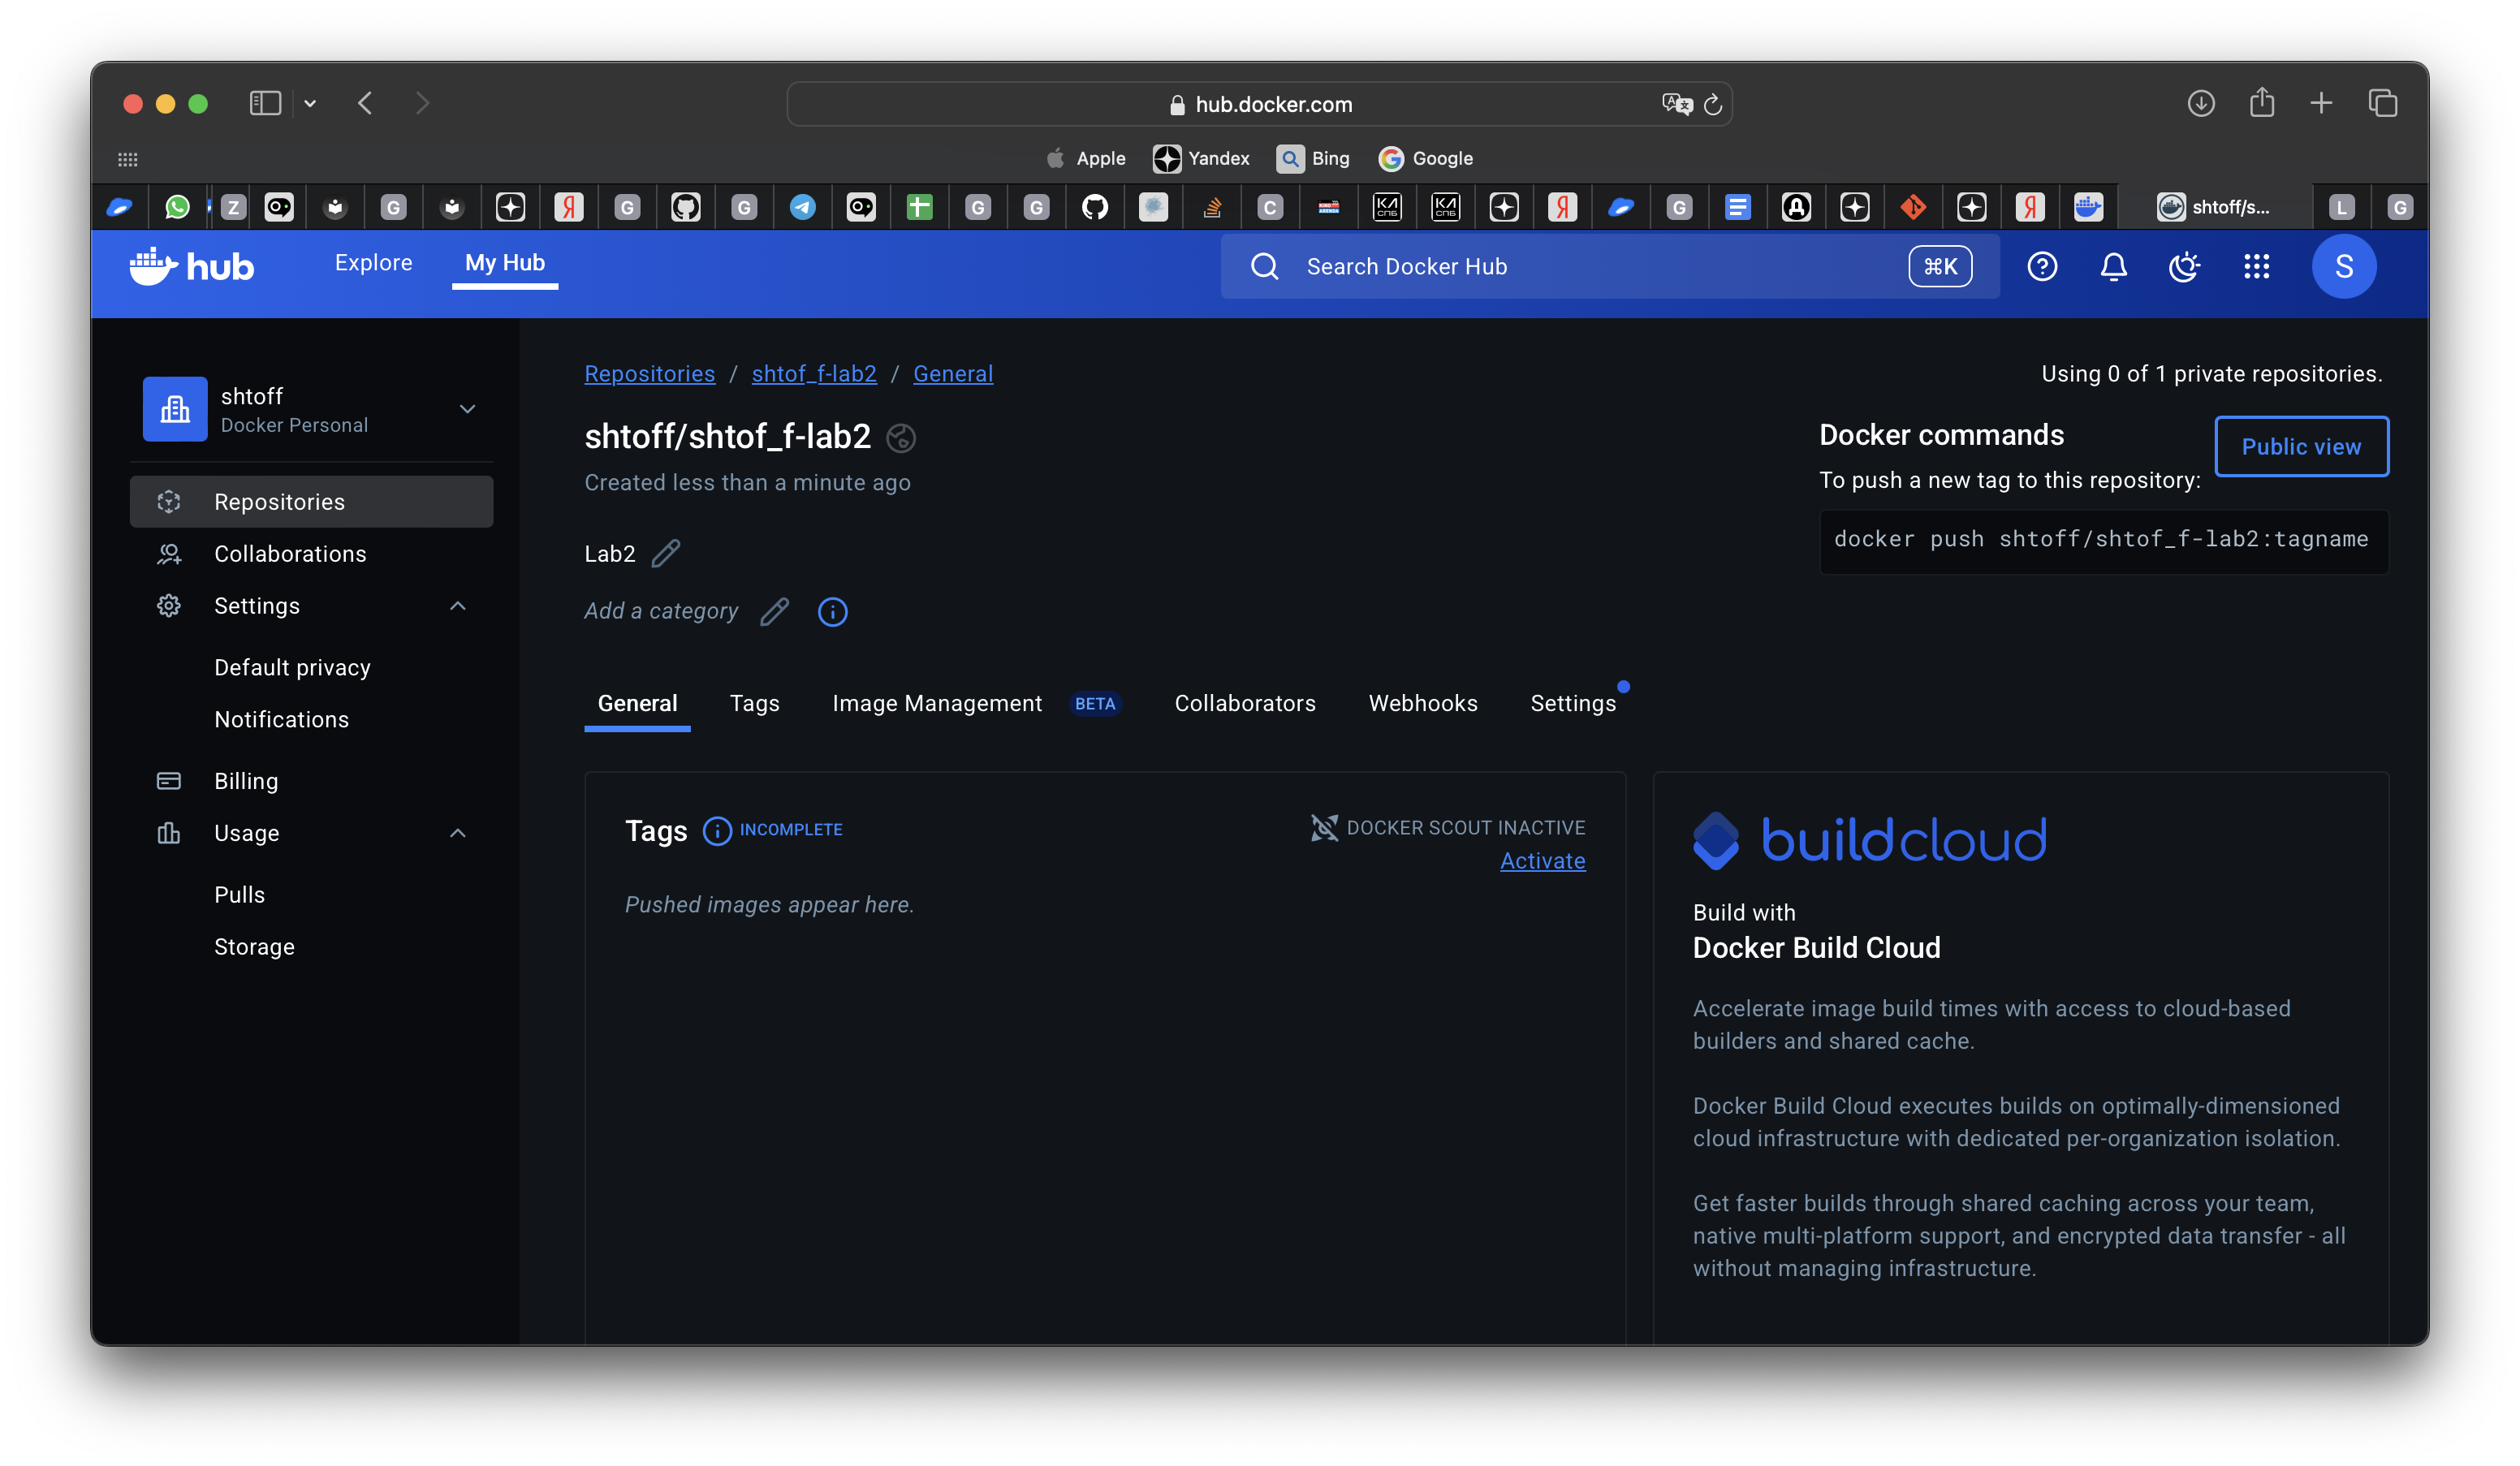 hub.docker.com
Apple
Yandex
Bing
Google
Z
G
Я
G
G
G
G
C
КЛ
СПБ
КЛ
СПБ
Я
G
Я
shtoff/s...
L
G
hub
Explore
My Hub
Search Docker Hub
⌘K
S
shtoff
Docker Personal
Repositories
Collaborations
Settings
Default privacy
Notifications
Billing
Usage
Pulls
Storage
Repositories / shtof_f-lab2 / General
Using 0 of 1 private repositories.
shtoff/shtof_f-lab2
Created less than a minute ago
Lab2
Add a category
Docker commands
Public view
To push a new tag to this repository:
docker push shtoff/shtof_f-lab2:tagname
General
Tags
Image Management
BETA
Collaborators
Webhooks
Settings
Tags
INCOMPLETE
DOCKER SCOUT INACTIVE
Activate
Pushed images appear here.
buildcloud
Build with
Docker Build Cloud
Accelerate image build times with access to cloud-based
builders and shared cache.
Docker Build Cloud executes builds on optimally-dimensioned
cloud infrastructure with dedicated per-organization isolation.
Get faster builds through shared caching across your team,
native multi-platform support, and encrypted data transfer - all
without managing infrastructure.